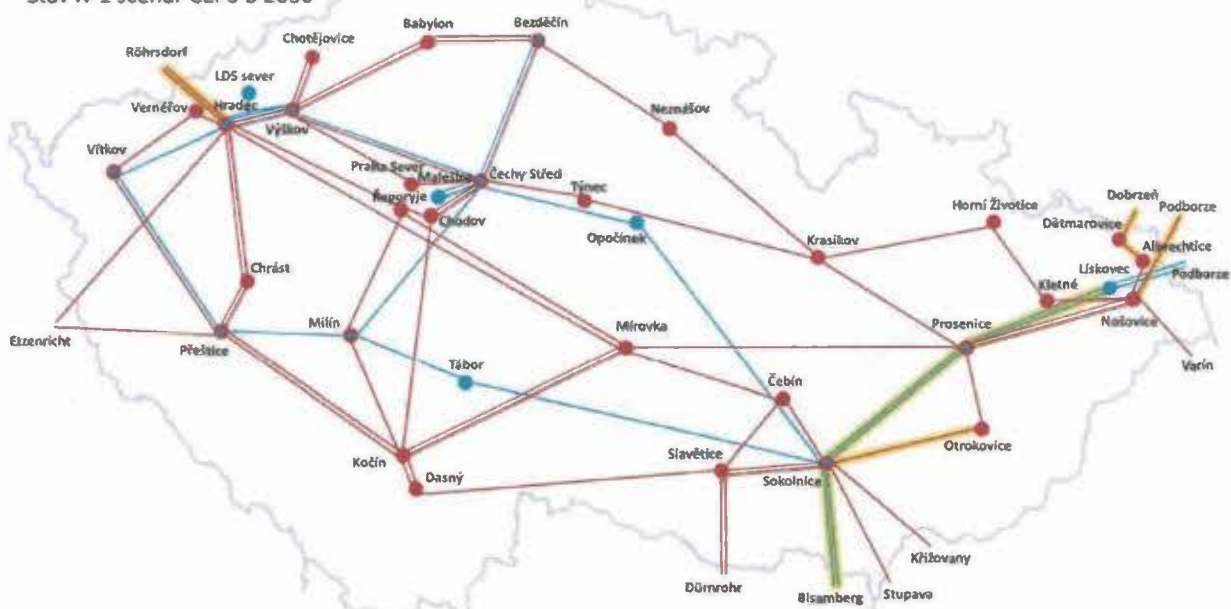 Bezděčín
Babylon
Chotějovice
Röhrsdorf
LDS sever
Vernéřov
Hradec
Výškov
Neznášov
Vítkov
Praha Sever
Malešice
Čechy Střed
Řeporyje
Chodov
Týnec
Opočínek
Horní Životice
Dobrzeń
Podborze
Dětmarovice
Albrechtice
Krasíkov
Lískovec
Podborze
Kletné
Nošovice
Chrást
Etzenricht
Přeštice
Milín
Mírovka
Prosenice
Varín
Tábor
Čebín
Otrokovice
Kočín
Dasný
Slavětice
Sokolnice
Křižovany
Dürnrohr
Bisamberg
Stupava